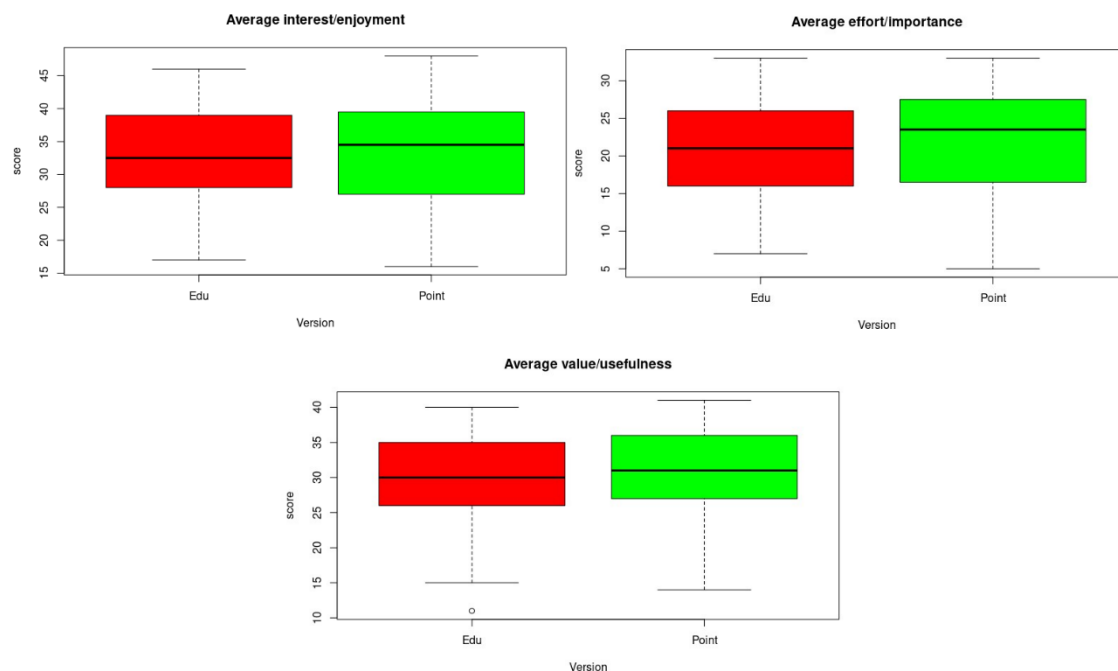 Average interest/enjoyment
score
45
40
35
30
25
20
15
Edu Point
Version
Average effort/importance
score
30
25
20
15
10
5
Edu Point
Version
Average value/usefulness
score
40
35
30
25
20
15
10
Edu Point
Version